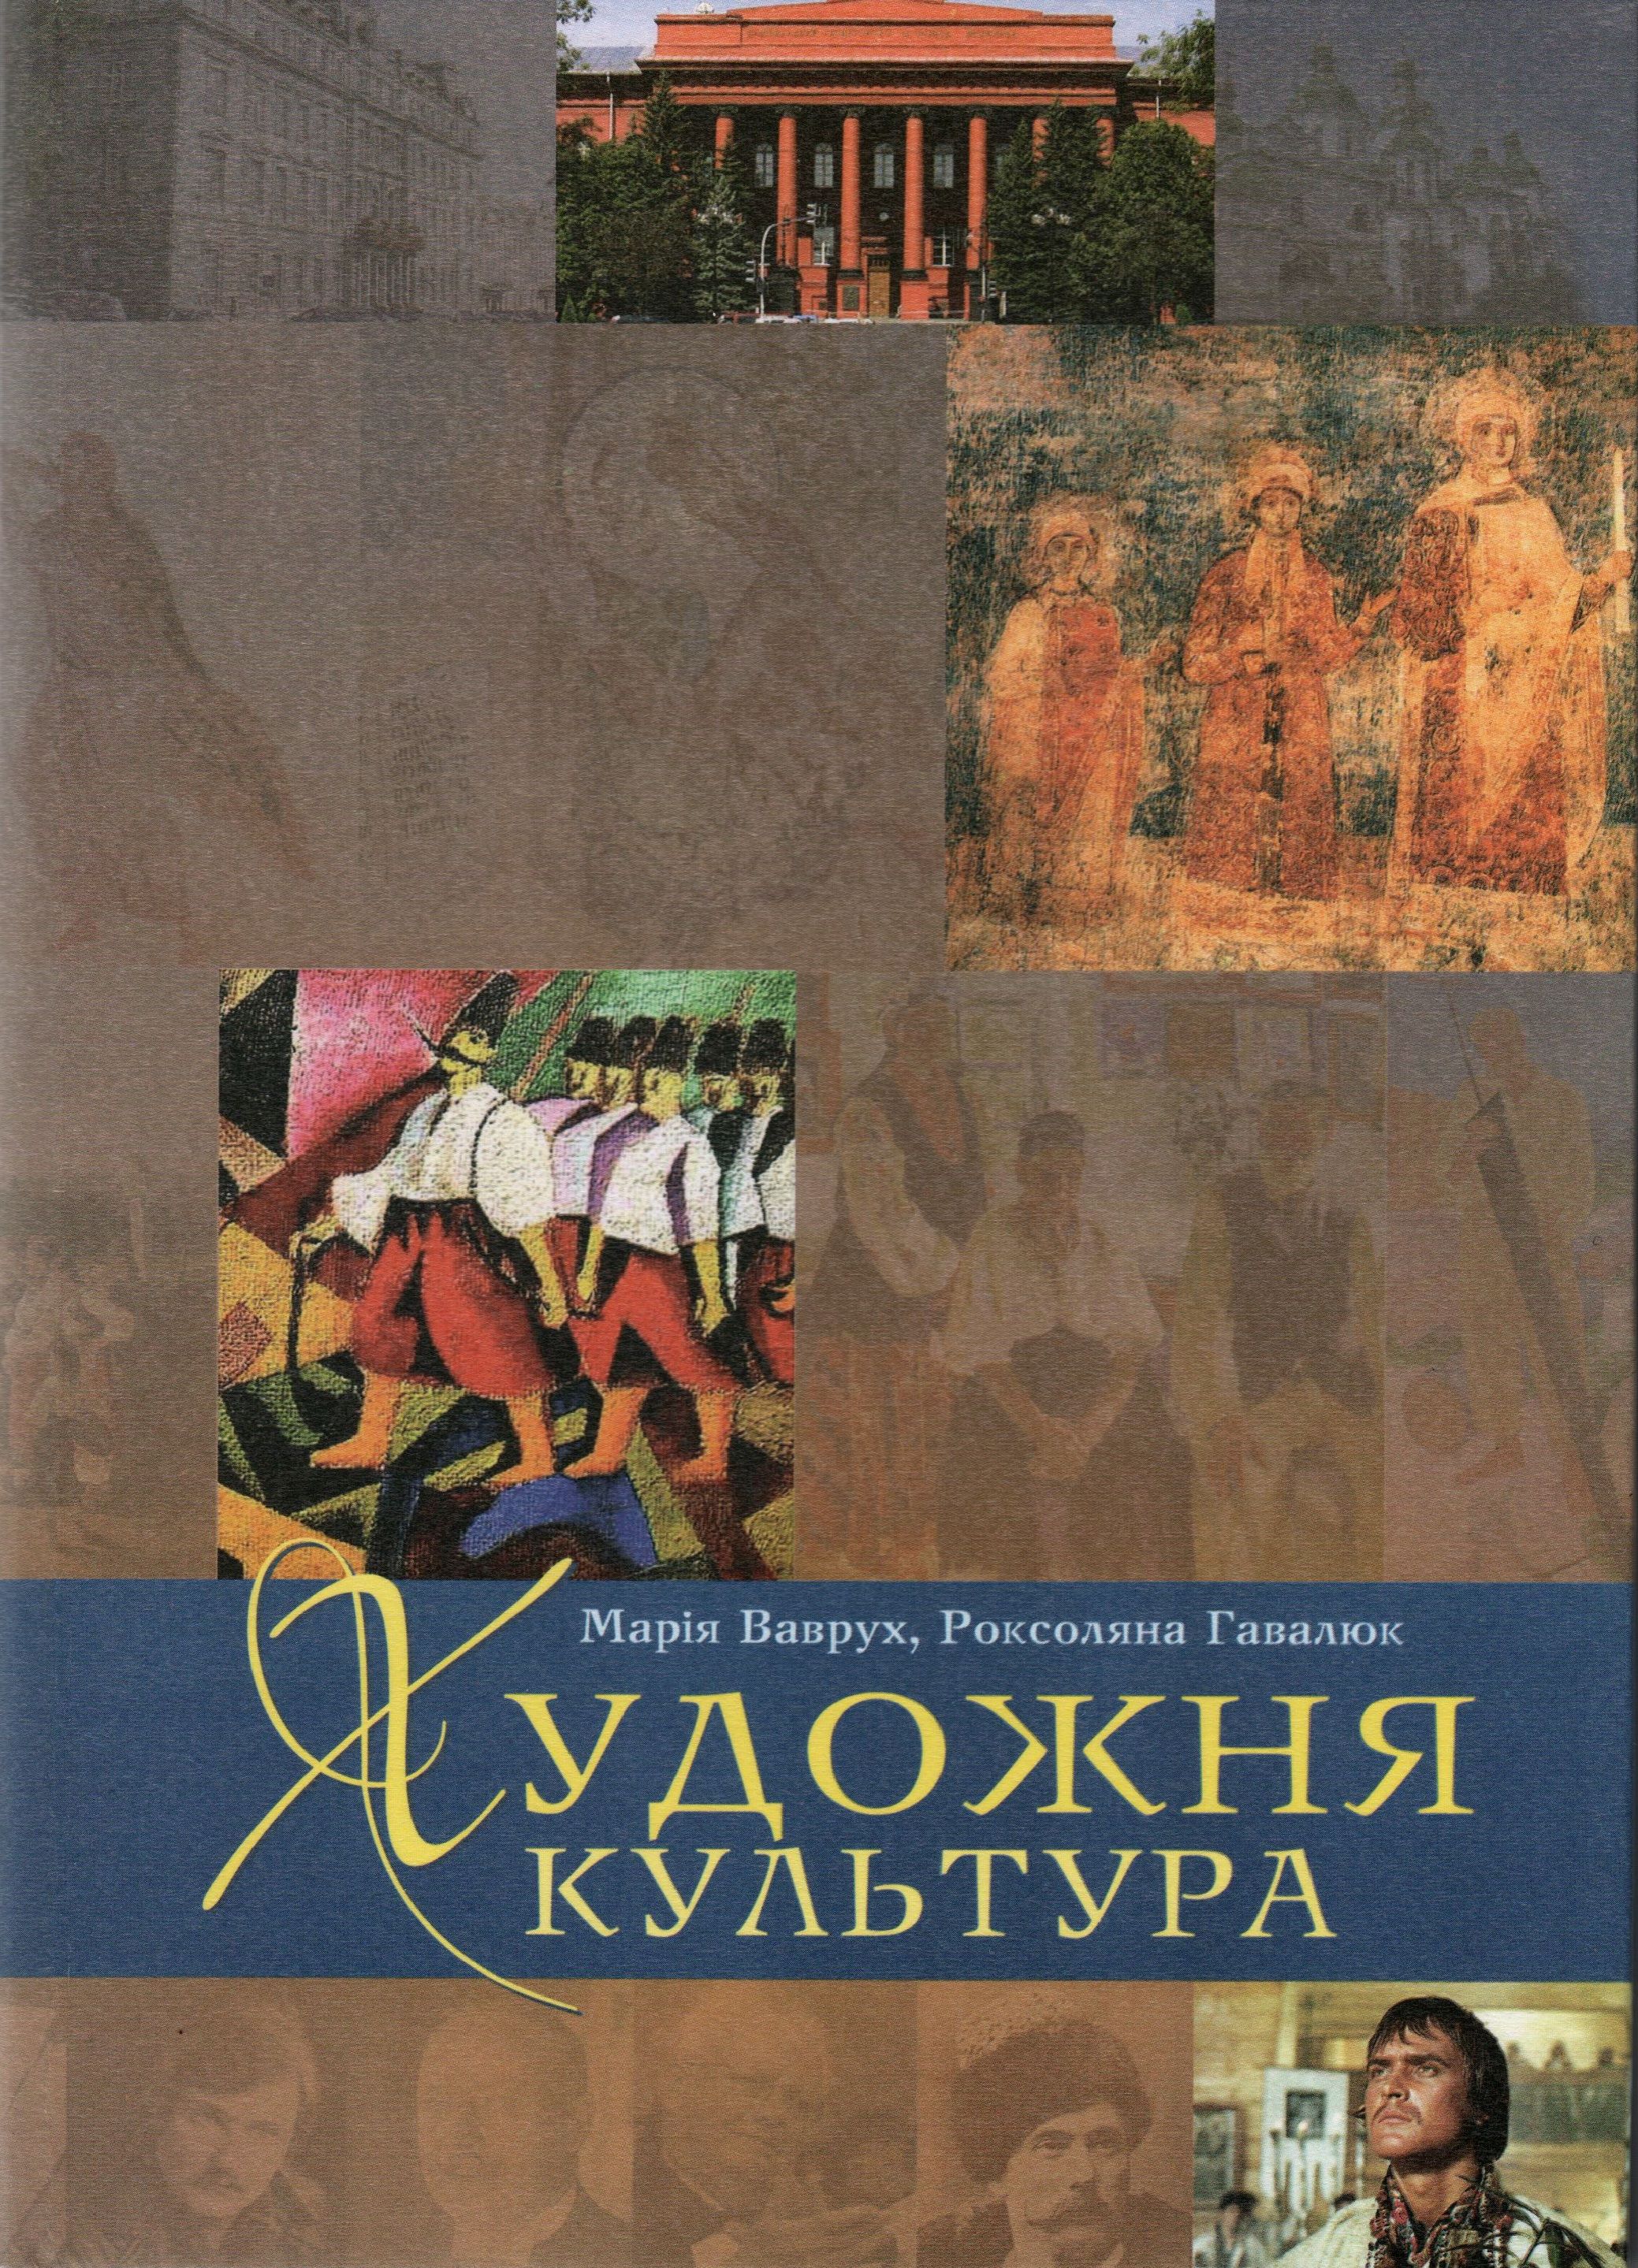 Марія Ваврух, Роксоляна Гавалюк
Художня
культура